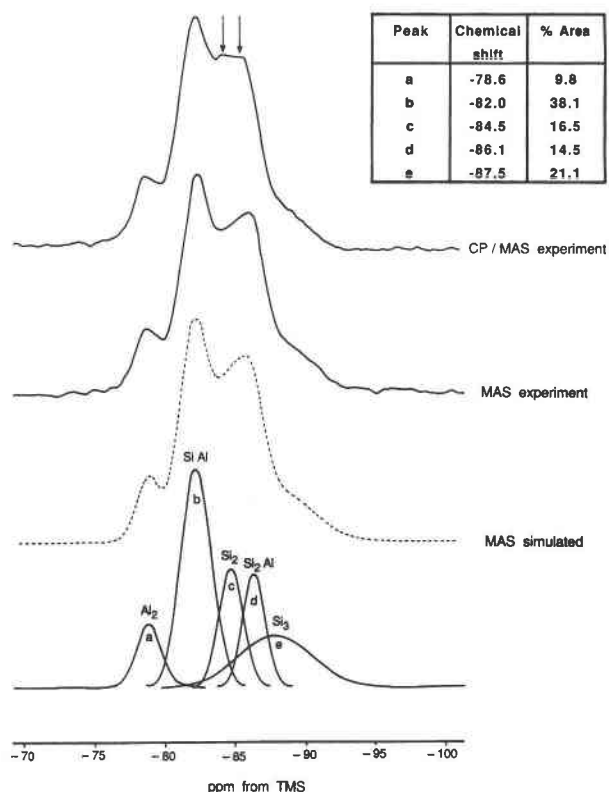 Peak Chemical shift % Area
a -78.6 9.8
b -82.0 38.1
c -84.5 16.5
d -86.1 14.5
e -87.5 21.1
CP / MAS experiment
MAS experiment
MAS simulated
Si Al
b
Si2
c
Si2 Al
d
Al2
a
Si3
e
-70 -75 -80 -85 -90 -95 -100
ppm from TMS